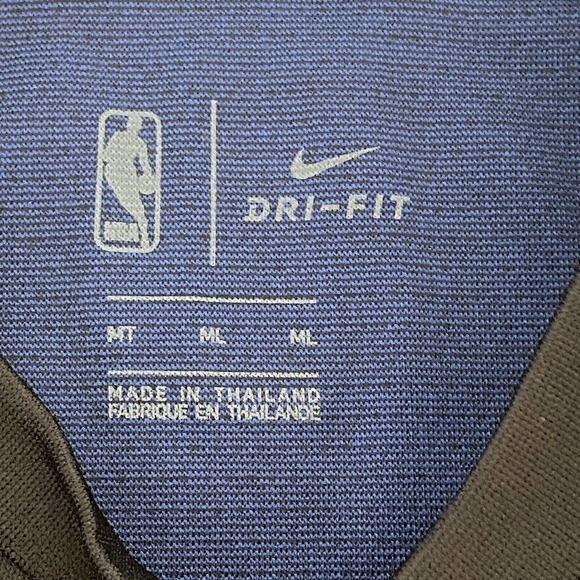 NBA
DRI-FIT
MT ML ML
MADE IN THAILAND
FABRIQUE EN THAILANDE